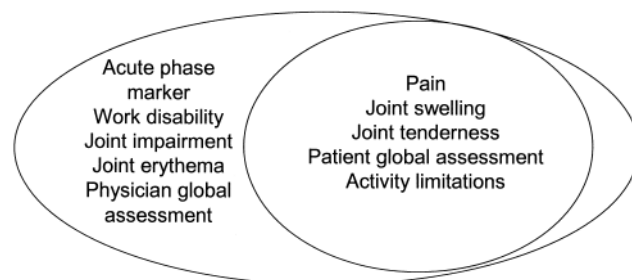 Acute phase
marker
Work disability
Joint impairment
Joint erythema
Physician global
assessment
Pain
Joint swelling
Joint tenderness
Patient global assessment
Activity limitations